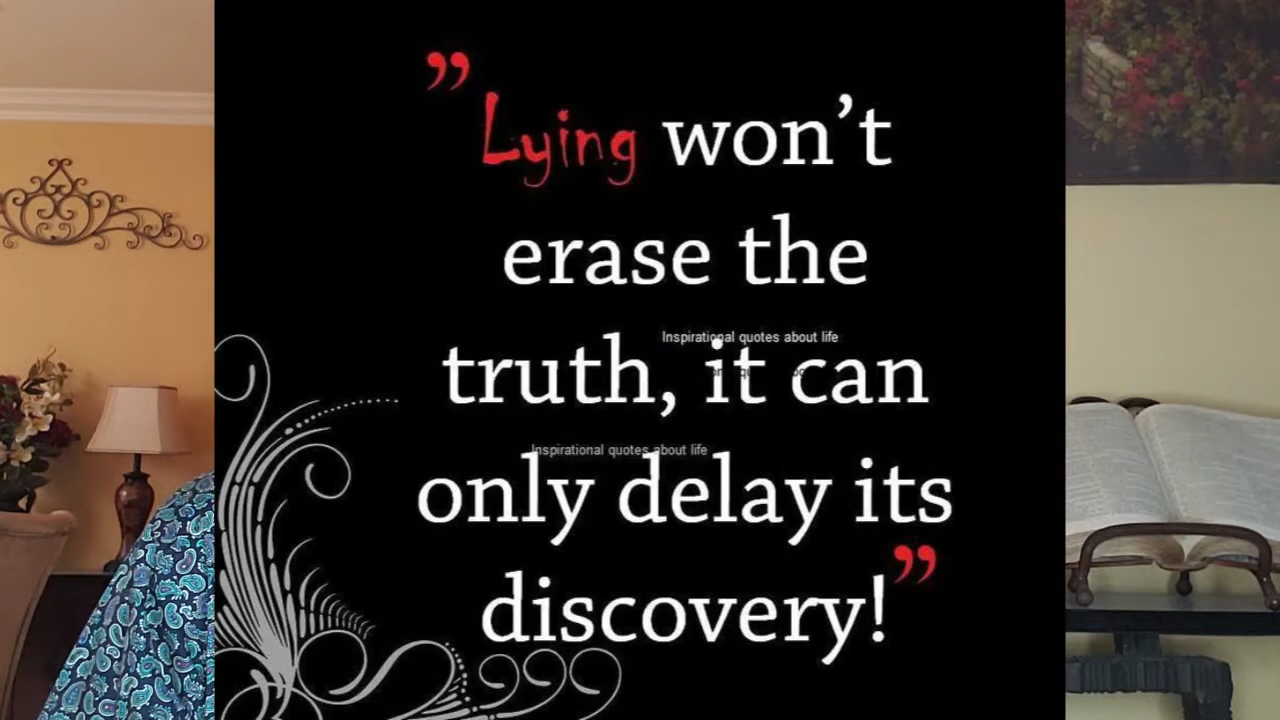 ”Lying won’t
erase the
Inspirational quotes about life
truth, it can
Inspirational quotes about life
only delay its
discovery!”